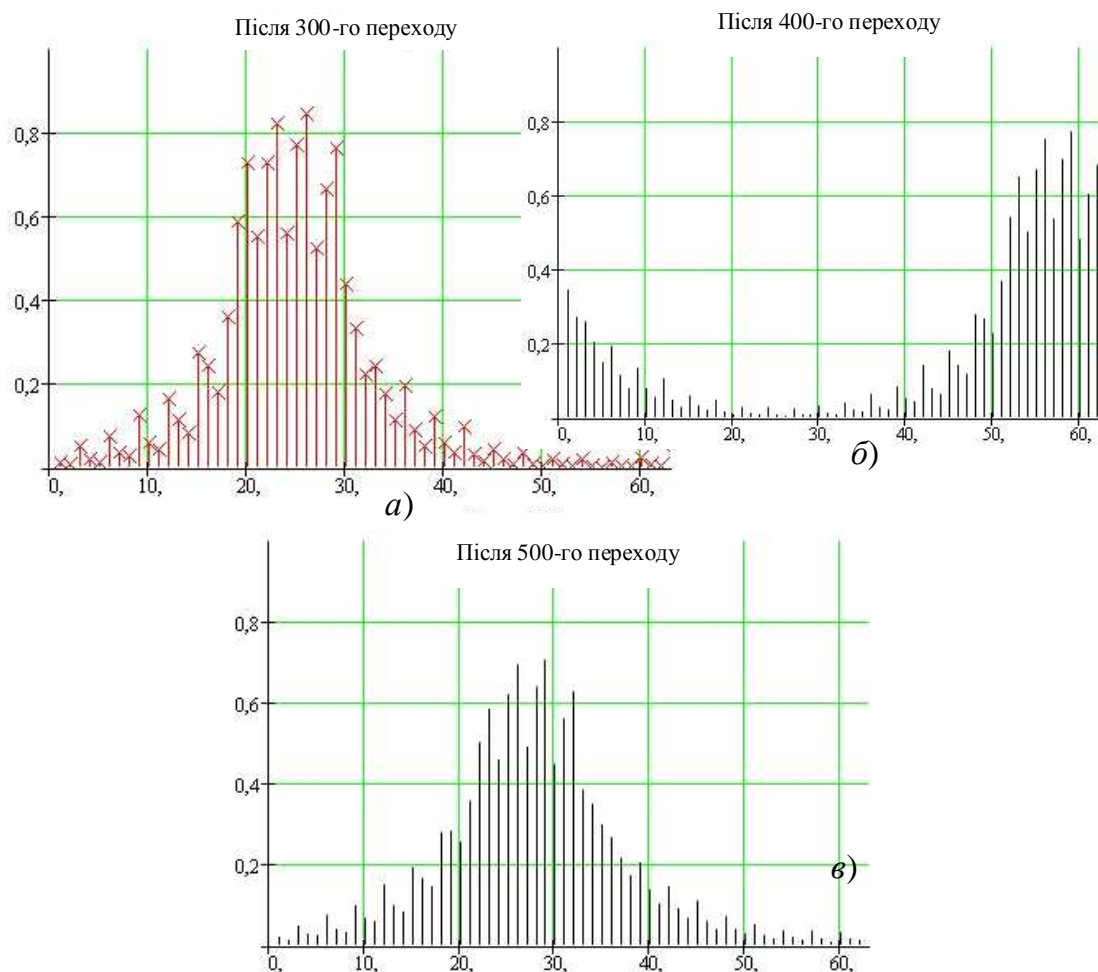 Після 300-го переходу
0,8
0,6
0,4
0,2
0, 10, 20, 30, 40, 50, 60,
а)
Після 400-го переходу
0,8
0,6
0,4
0,2
0, 10, 20, 30, 40, 50, 60,
б)
Після 500-го переходу
0,8
0,6
0,4
0,2
0, 10, 20, 30, 40, 50, 60,
в)